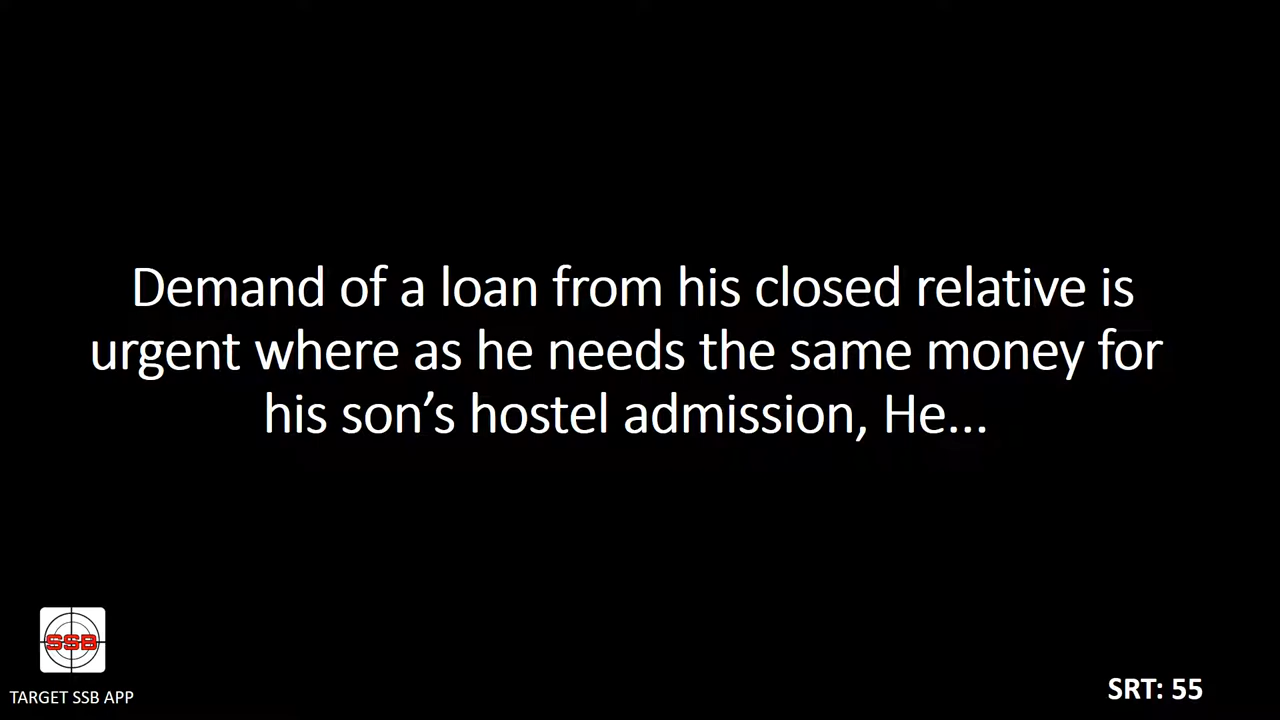 Demand of a loan from his closed relative is
urgent where as he needs the same money for
his son’s hostel admission, He...
SSB
TARGET SSB APP
SRT: 55